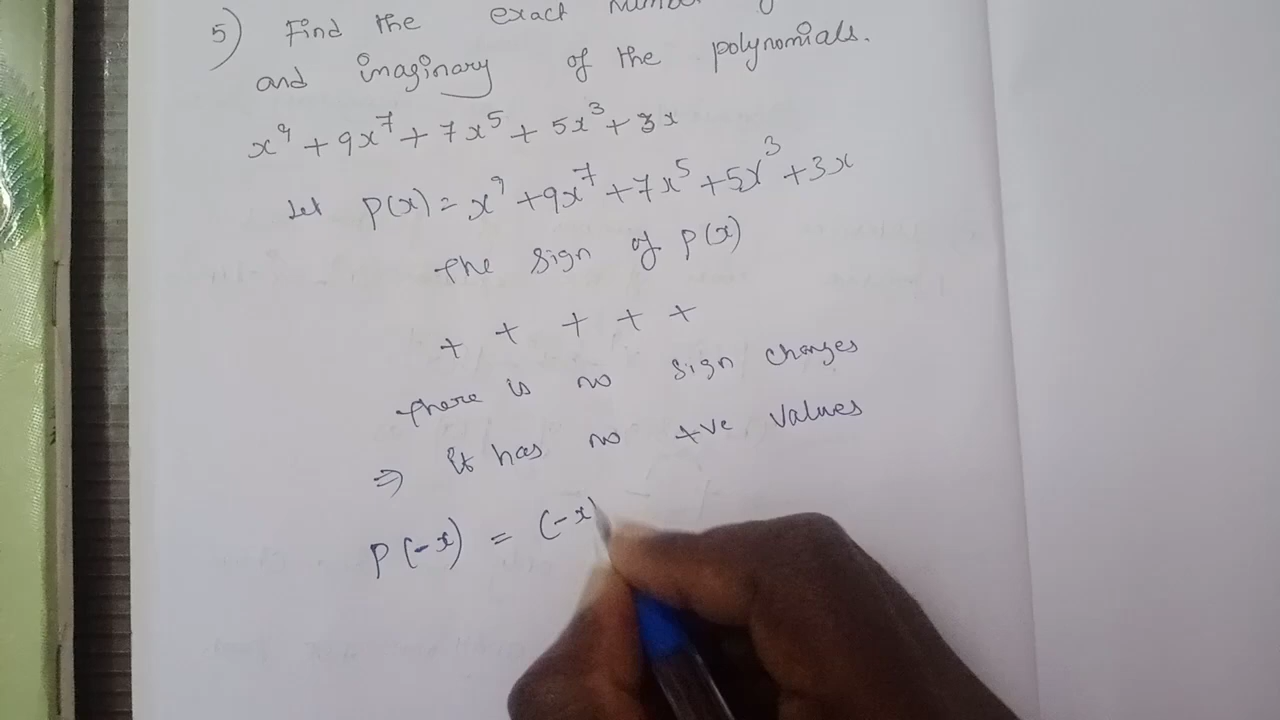 5) Find the exact number
and imaginary of the polynomials.
x⁹ + 9x⁷ + 7x⁵ + 5x³ + 3x
Let P(x) = x⁹ + 9x⁷ + 7x⁵ + 5x³ + 3x
The sign of P(x)
+ + + + +
there is no sign changes
⇒ it has no +ve values
P(-x) = (-x)